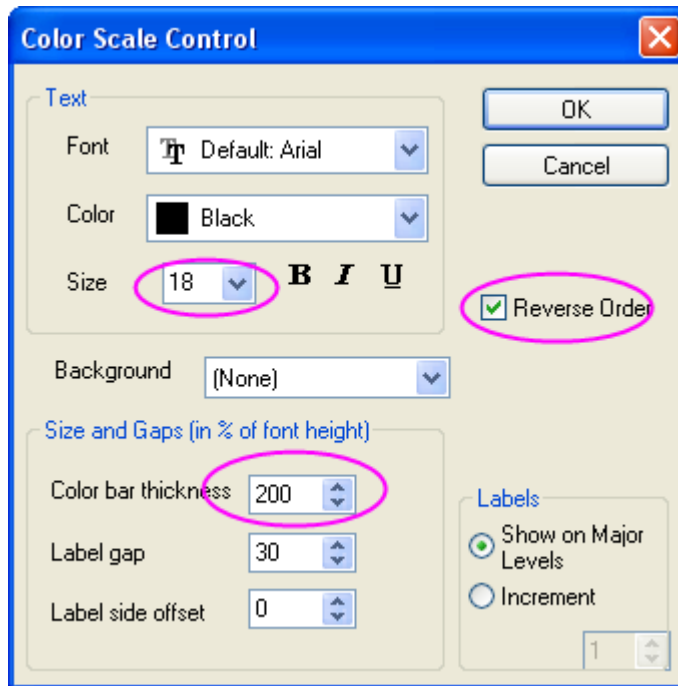 Color Scale Control
Text
Font
Default: Arial
Color
Black
Size
18
B I U
OK
Cancel
Reverse Order
Background
(None)
Size and Gaps (in % of font height)
Color bar thickness
200
Label gap
30
Label side offset
0
Labels
Show on Major
Levels
Increment
1